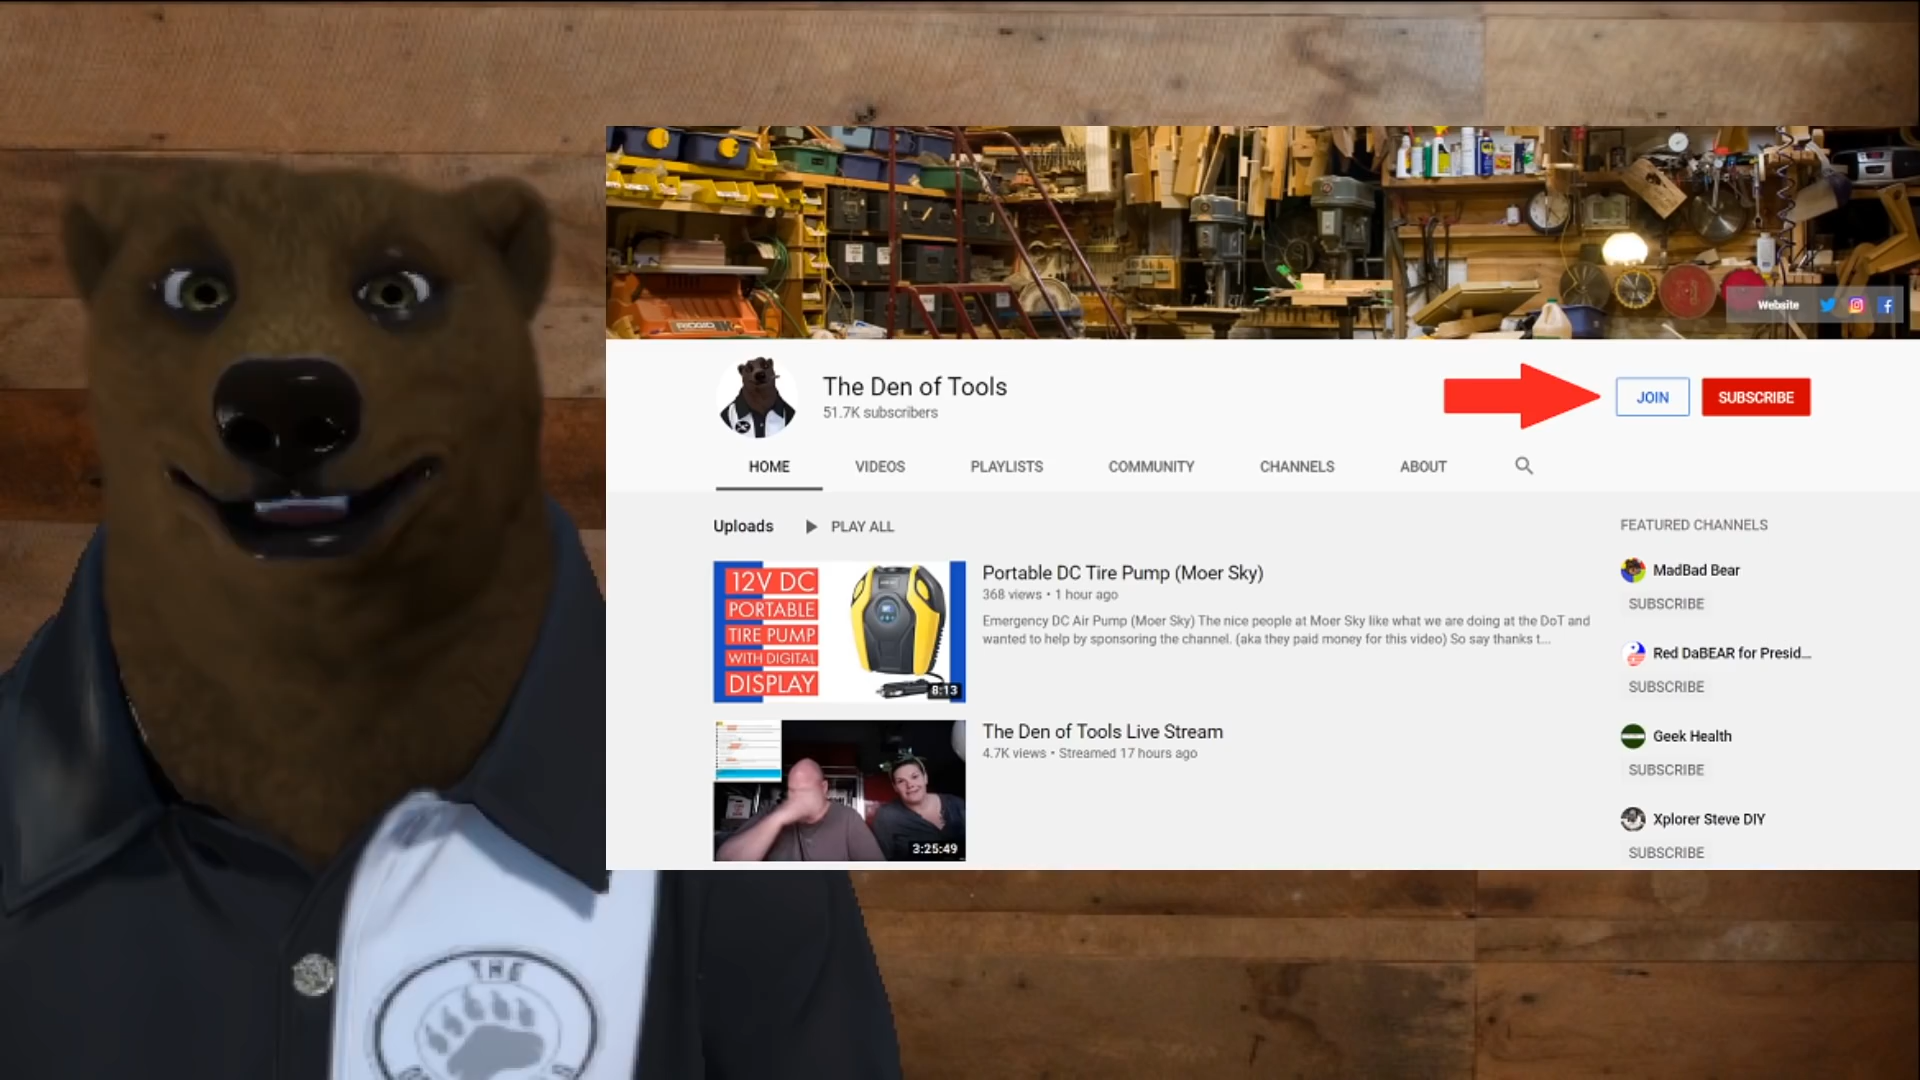 RIDGID
Website
The Den of Tools
51.7K subscribers
JOIN
SUBSCRIBE
HOME
VIDEOS
PLAYLISTS
COMMUNITY
CHANNELS
ABOUT
Uploads
PLAY ALL
12V DC
PORTABLE
TIRE PUMP
WITH DIGITAL
DISPLAY
8:13
Portable DC Tire Pump (Moer Sky)
368 views • 1 hour ago
Emergency DC Air Pump (Moer Sky) The nice people at Moer Sky like what we are doing at the DoT and
wanted to help by sponsoring the channel. (aka they paid money for this video) So say thanks t...
3:25:49
The Den of Tools Live Stream
4.7K views • Streamed 17 hours ago
FEATURED CHANNELS
MadBad Bear
SUBSCRIBE
Red DaBEAR for Presid...
SUBSCRIBE
Geek Health
SUBSCRIBE
Xplorer Steve DIY
SUBSCRIBE
THE